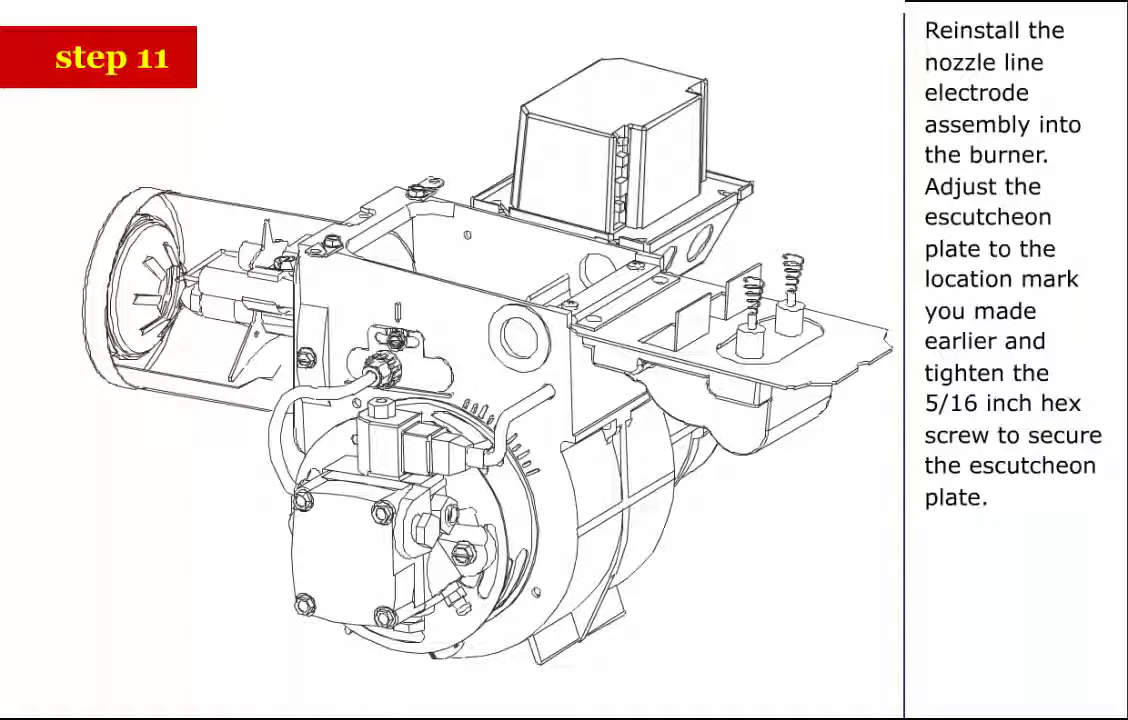 step 11
Reinstall the
nozzle line
electrode
assembly into
the burner.
Adjust the
escutcheon
plate to the
location mark
you made
earlier and
tighten the
5/16 inch hex
screw to secure
the escutcheon
plate.